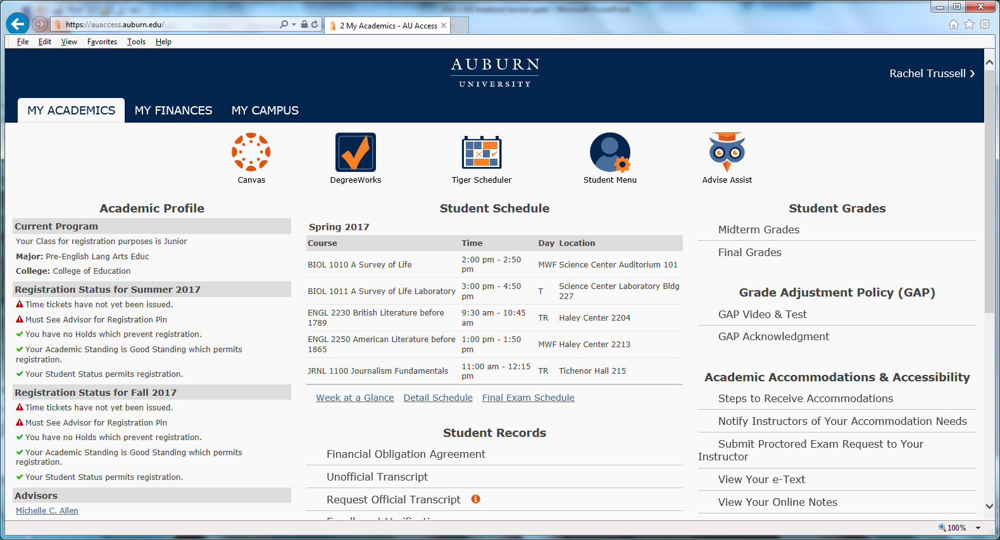 https://auaccess.auburn.edu/
2 My Academics - AU Access
File Edit View Favorites Tools Help
AUBURN
UNIVERSITY
Rachel Trussell
MY ACADEMICS MY FINANCES MY CAMPUS
Canvas DegreeWorks Tiger Scheduler Student Menu Advise Assist
Academic Profile
Current Program
Your Class for registration purposes is Junior
Major: Pre-English Lang Arts Educ
College: College of Education
Registration Status for Summer 2017
Time tickets have not yet been issued.
Must See Advisor for Registration Pin
You have no Holds which prevent registration.
Your Academic Standing is Good Standing which permits
registration.
Your Student Status permits registration.
Registration Status for Fall 2017
Time tickets have not yet been issued.
Must See Advisor for Registration Pin
You have no Holds which prevent registration.
Your Academic Standing is Good Standing which permits
registration.
Your Student Status permits registration.
Advisors
Michelle C. Allen
Student Schedule
Spring 2017
Course Time Day Location
BIOL 1010 A Survey of Life 2:00 pm - 2:50
pm MWF Science Center Auditorium 101
BIOL 1011 A Survey of Life Laboratory 3:00 pm - 4:50
pm T Science Center Laboratory Bldg
227
ENGL 2230 British Literature before
1789 9:30 am - 10:45
am TR Haley Center 2204
ENGL 2250 American Literature before
1865 1:00 pm - 1:50
pm MWF Haley Center 2213
JRNL 1100 Journalism Fundamentals 11:00 am - 12:15
pm TR Tichenor Hall 215
Week at a Glance Detail Schedule Final Exam Schedule
Student Records
Financial Obligation Agreement
Unofficial Transcript
Request Official Transcript
Student Grades
Midterm Grades
Final Grades
Grade Adjustment Policy (GAP)
GAP Video & Test
GAP Acknowledgment
Academic Accommodations & Accessibility
Steps to Receive Accommodations
Notify Instructors of Your Accommodation Needs
Submit Proctored Exam Request to Your
Instructor
View Your e-Text
View Your Online Notes
100%